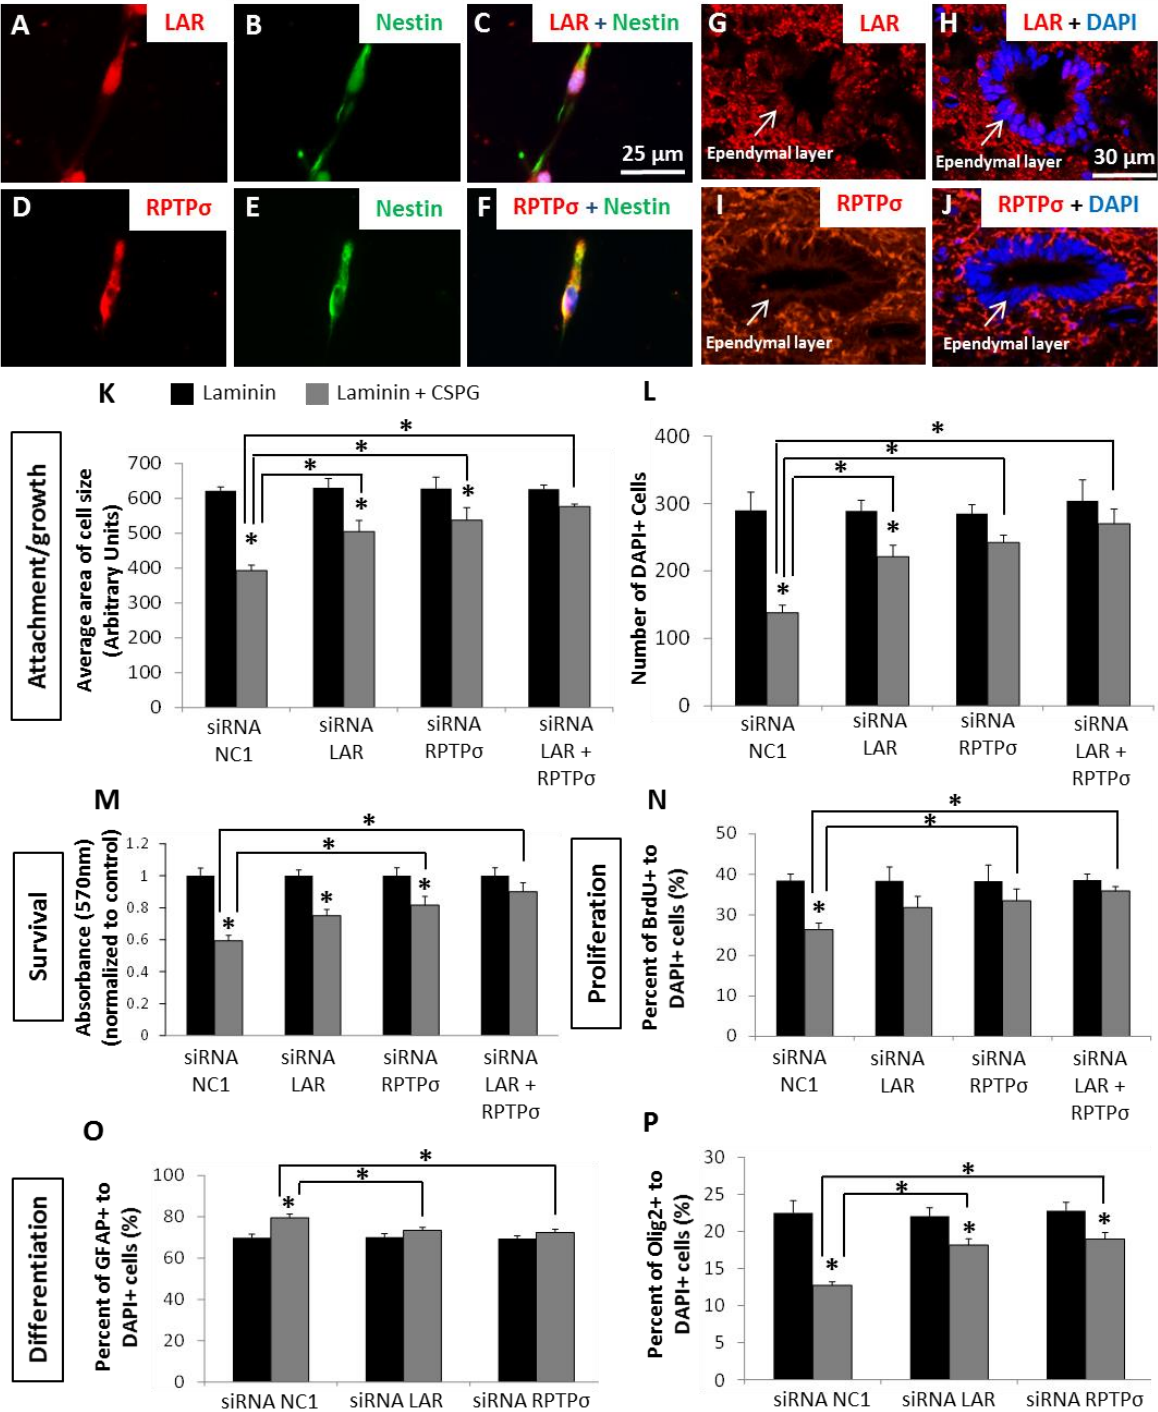 A LAR
B Nestin
C LAR + Nestin
25 µm
G LAR
Ependymal layer
H LAR + DAPI
Ependymal layer
30 µm
D RPTPσ
E Nestin
F RPTPσ + Nestin
I RPTPσ
Ependymal layer
J RPTPσ + DAPI
Ependymal layer
K
Laminin
Laminin + CSPG
Attachment/growth
Average area of cell size
(Arbitrary Units)
700
600
500
400
300
200
100
0
*
*
*
*
*
*
siRNA
NC1
siRNA
LAR
siRNA
RPTPσ
siRNA
LAR +
RPTPσ
L
Number of DAPI+ Cells
400
300
200
100
0
*
*
*
*
*
siRNA
NC1
siRNA
LAR
siRNA
RPTPσ
siRNA
LAR +
RPTPσ
M
Survival
Absorbance (570nm)
(normalized to control)
1.2
1
0.8
0.6
0.4
0.2
0
*
*
*
*
*
siRNA
NC1
siRNA
LAR
siRNA
RPTPσ
siRNA
LAR +
RPTPσ
N
Proliferation
Percent of BrdU+ to
DAPI+ cells (%)
50
40
30
20
10
0
*
*
*
siRNA
NC1
siRNA
LAR
siRNA
RPTPσ
siRNA
LAR +
RPTPσ
O
Differentiation
Percent of GFAP+ to
DAPI+ cells (%)
100
80
60
40
20
0
*
*
*
siRNA NC1
siRNA LAR
siRNA RPTPσ
P
Percent of Olig2+ to
DAPI+ cells (%)
30
25
20
15
10
5
0
*
*
*
*
*
siRNA NC1
siRNA LAR
siRNA RPTPσ